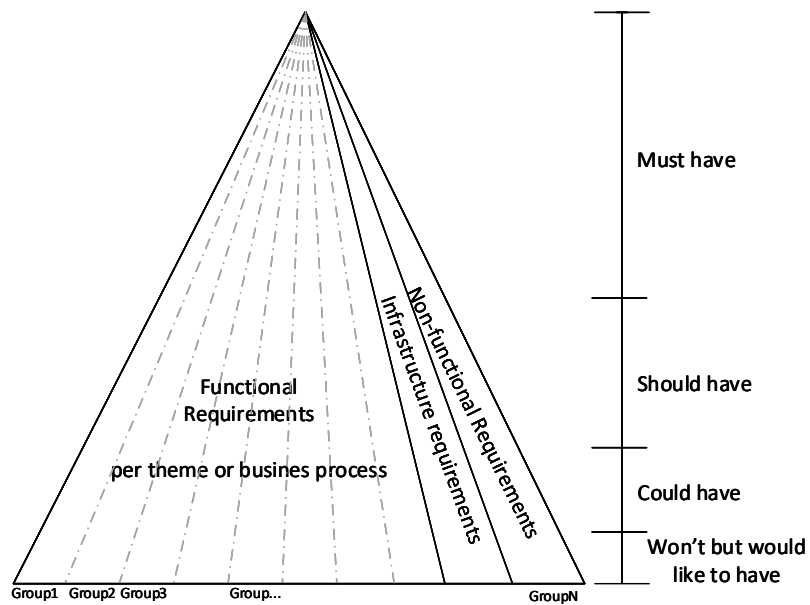 Must have
Should have
Could have
Won't but would
like to have
Non-functional Requirements
Infrastructure requirements
Functional
Requirements
per theme or busines process
Group1 Group2 Group3 Group... GroupN